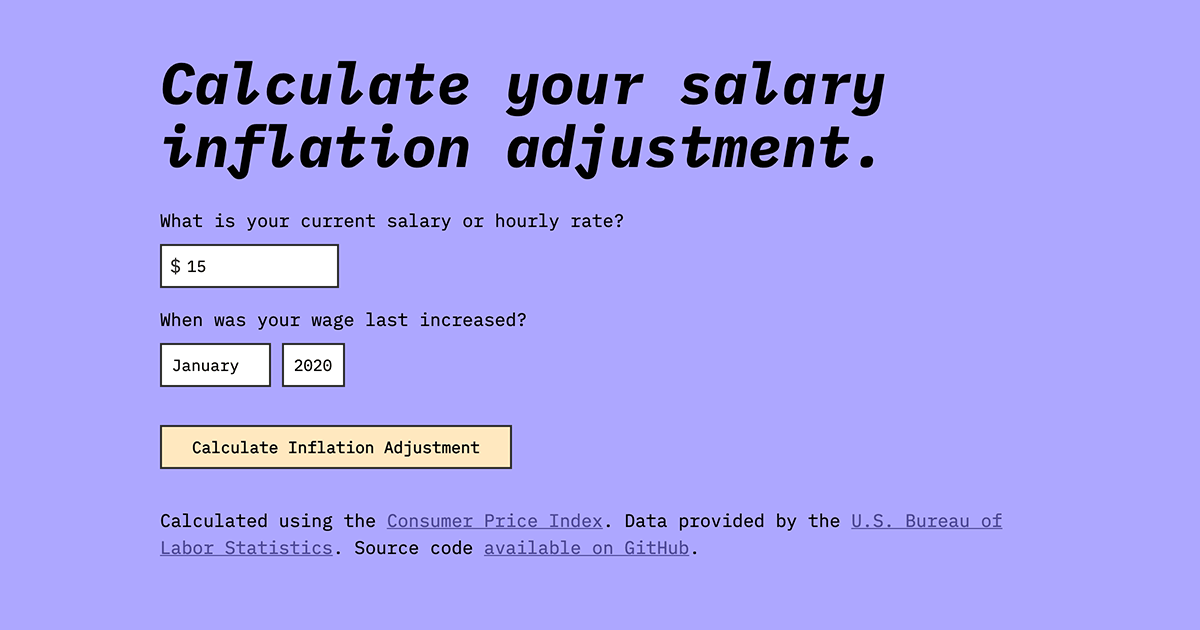 Calculate your salary
inflation adjustment.
What is your current salary or hourly rate?
$ 15
When was your wage last increased?
January 2020
Calculate Inflation Adjustment
Calculated using the Consumer Price Index. Data provided by the U.S. Bureau of
Labor Statistics. Source code available on GitHub.